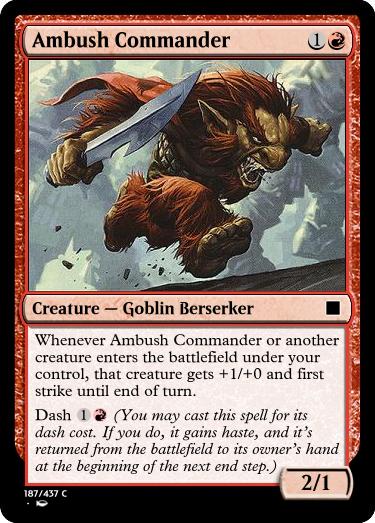 Ambush Commander 1
Creature — Goblin Berserker
Whenever Ambush Commander or another
creature enters the battlefield under your
control, that creature gets +1/+0 and first
strike until end of turn.
Dash 1 (You may cast this spell for its
dash cost. If you do, it gains haste, and it's
returned from the battlefield to its owner's hand
at the beginning of the next end step.)
2/1
187/437 C